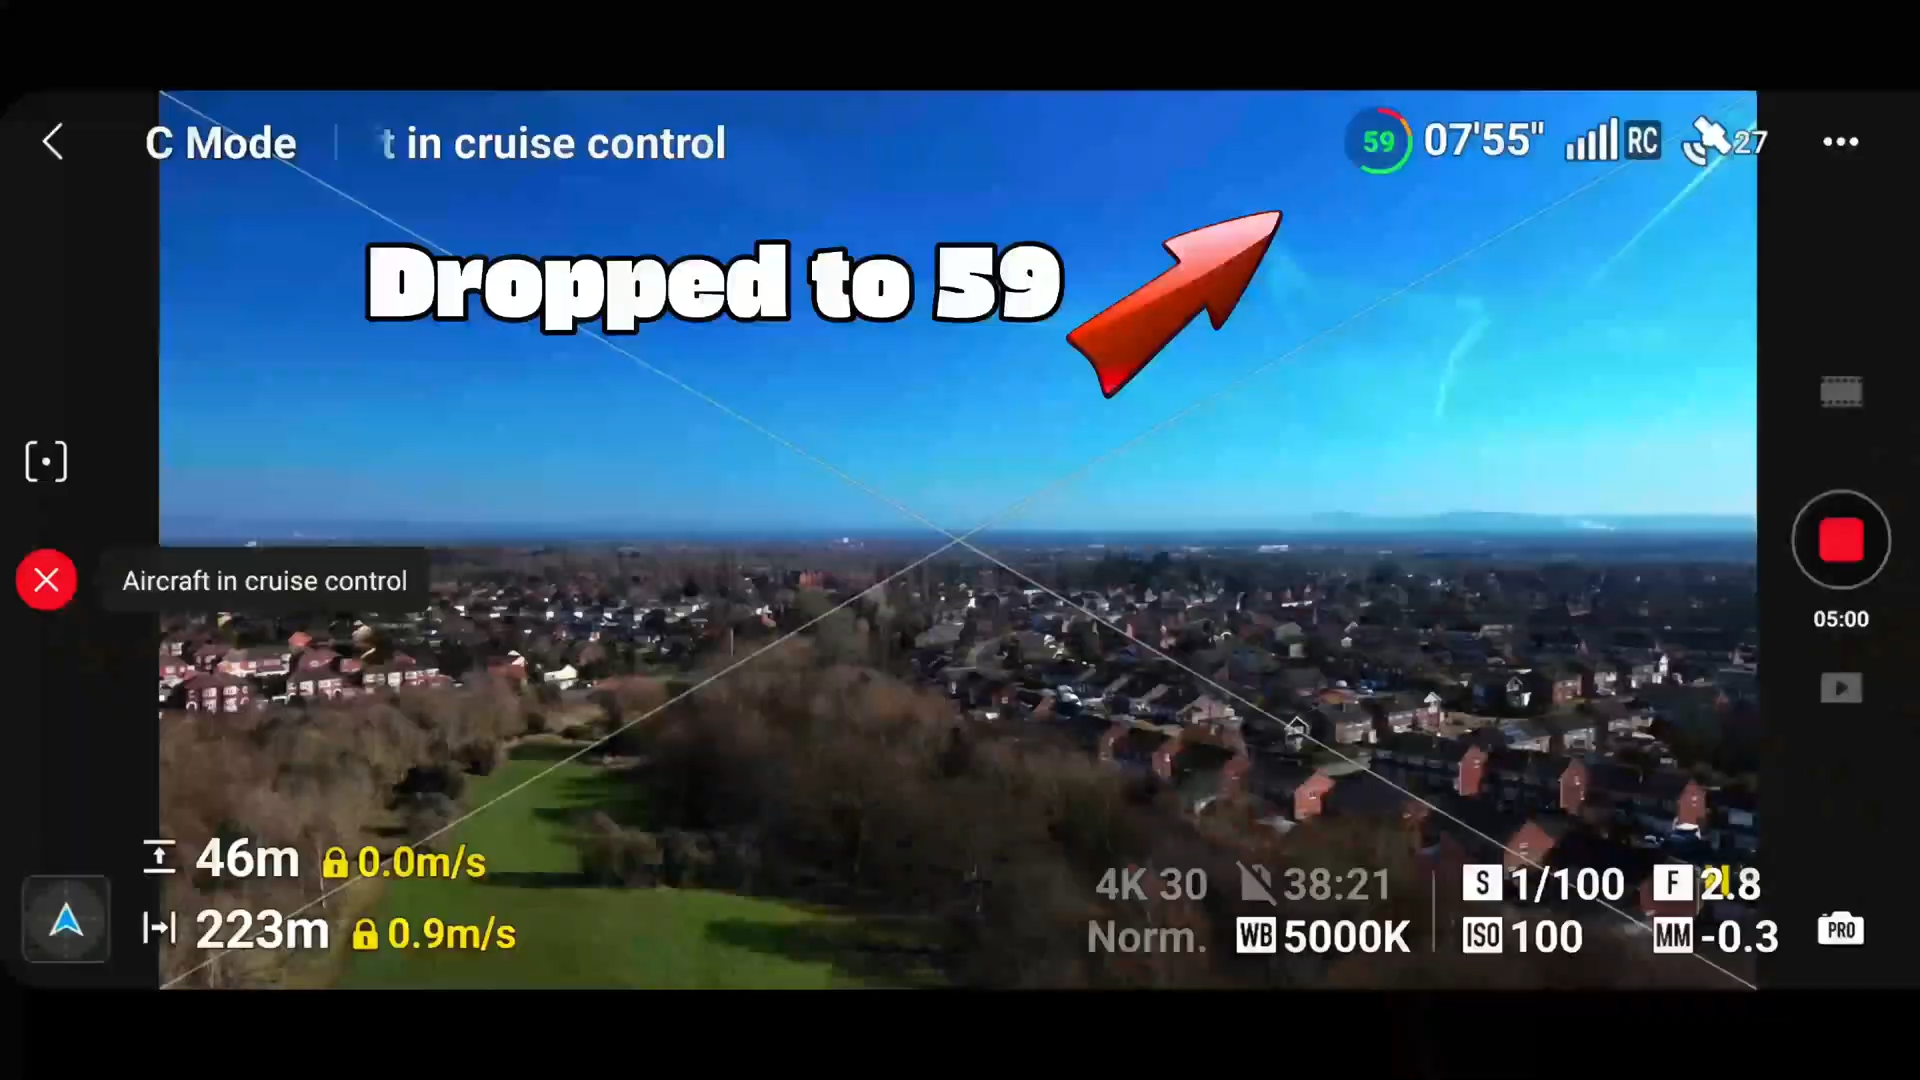 C Mode
t in cruise control
59
07'55"
RC
27
Dropped to 59
Aircraft in cruise control
05:00
46m 0.0m/s
223m 0.9m/s
4K 30 38:21
Norm. WB 5000K
S 1/100 F 2.8
ISO 100 MM -0.3
PRO